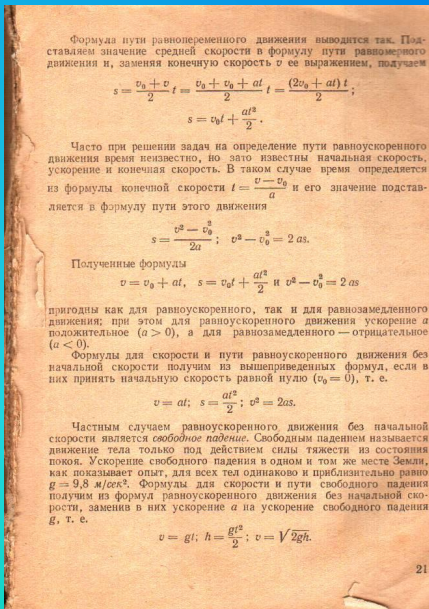 Формула пути равнопеременного движения выводится так. Под-
ставляем значение средней скорости в формулу пути равномерного
движения и, заменяя конечную скорость v ее выражением, получаем
s = (v₀ + v)/2 t = (v₀ + v₀ + at)/2 t = (2v₀ + at) t/2 ;
s = v₀t + at²/2 .
Часто при решении задач на определение пути равноускоренного
движения время неизвестно, но зато известны начальная скорость,
ускорение и конечная скорость. В таком случае время определяется
из формулы конечной скорости t = (v — v₀)/a и его значение подстав-
ляется в формулу пути этого движения
s = (v² — v₀²)/2a ; v² — v₀² = 2 as.
Полученные формулы
v = v₀ + at, s = v₀t + at²/2 и v² — v₀² = 2 as
пригодны как для равноускоренного, так и для равнозамедленного
движения; при этом для равноускоренного движения ускорение a
положительное (a > 0), а для равнозамедленного — отрицательное
(a < 0).
Формулы для скорости и пути равноускоренного движения без
начальной скорости получим из вышеприведенных формул, если в
них принять начальную скорость равной нулю (v₀ = 0), т. е.
v = at; s = at²/2 ; v² = 2as.
Частным случаем равноускоренного движения без начальной
скорости является свободное падение. Свободным падением называется
движение тела только под действием силы тяжести из состояния
покоя. Ускорение свободного падения в одном и том же месте Земли,
как показывает опыт, для всех тел одинаково и приблизительно равно
g = 9,8 м/сек². Формулы для скорости и пути свободного падения
получим из формул равноускоренного движения без начальной ско-
рости, заменив в них ускорение a на ускорение свободного падения
g, т. е.
v = gt; h = gt²/2 ; v = √2gh.
21